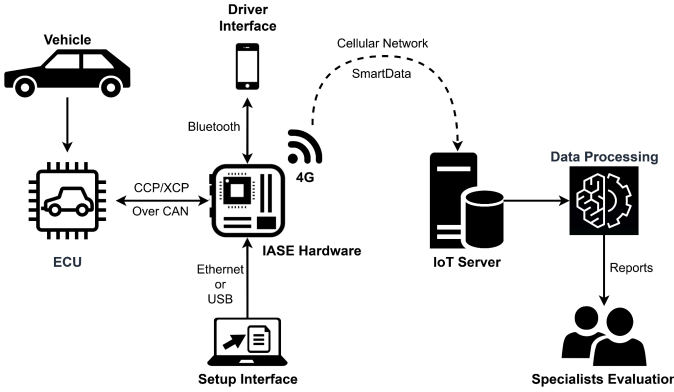 Driver
Interface
Vehicle
Cellular Network
SmartData
Bluetooth
4G
Data Processing
CCP/XCP
Over CAN
IASE Hardware
ECU
IoT Server
Ethernet
or
USB
Reports
Setup Interface
Specialists Evaluation